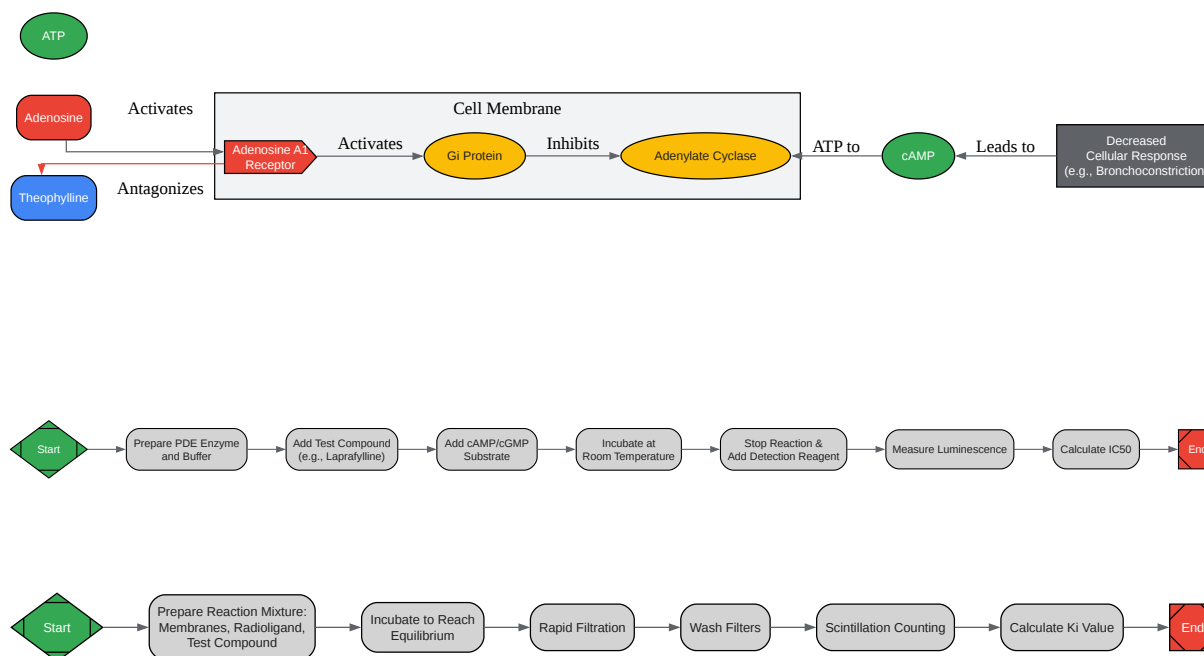 ATP
Adenosine
Activates
Cell Membrane
Adenosine A1
Receptor
Activates
Gi Protein
Inhibits
Adenylate Cyclase
ATP to
cAMP
Leads to
Decreased
Cellular Response
(e.g., Bronchoconstriction
Theophylline
Antagonizes
Start
Prepare PDE Enzyme
and Buffer
Add Test Compound
(e.g., Laprafylline)
Add cAMP/cGMP
Substrate
Incubate at
Room Temperature
Stop Reaction &
Add Detection Reagent
Measure Luminescence
Calculate IC50
End
Start
Prepare Reaction Mixture:
Membranes, Radioligand,
Test Compound
Incubate to Reach
Equilibrium
Rapid Filtration
Wash Filters
Scintillation Counting
Calculate Ki Value
End